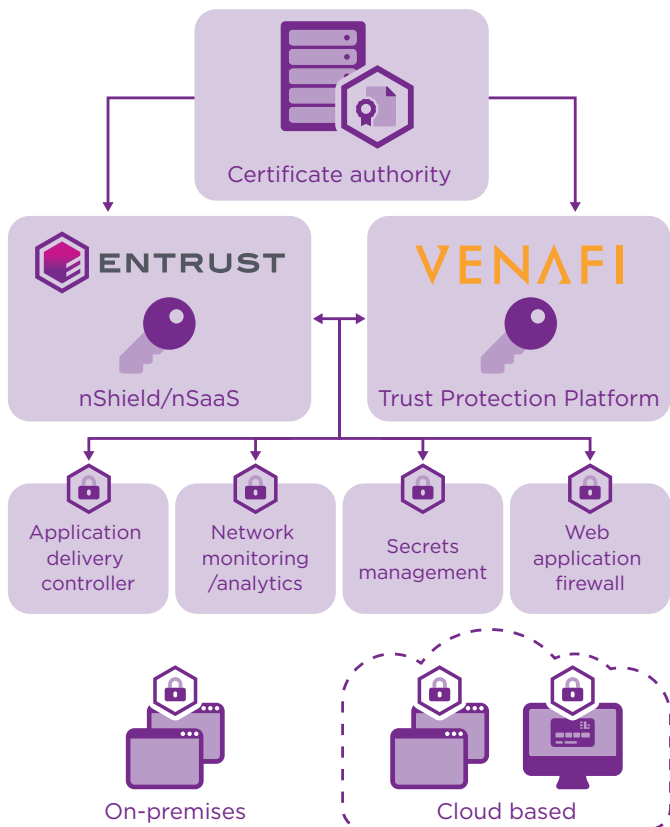 Certificate authority
ENTRUST
VENAFI
nShield/nSaaS
Trust Protection Platform
Application
delivery
controller
Network
monitoring
/analytics
Secrets
management
Web
application
firewall
On-premises
Cloud based